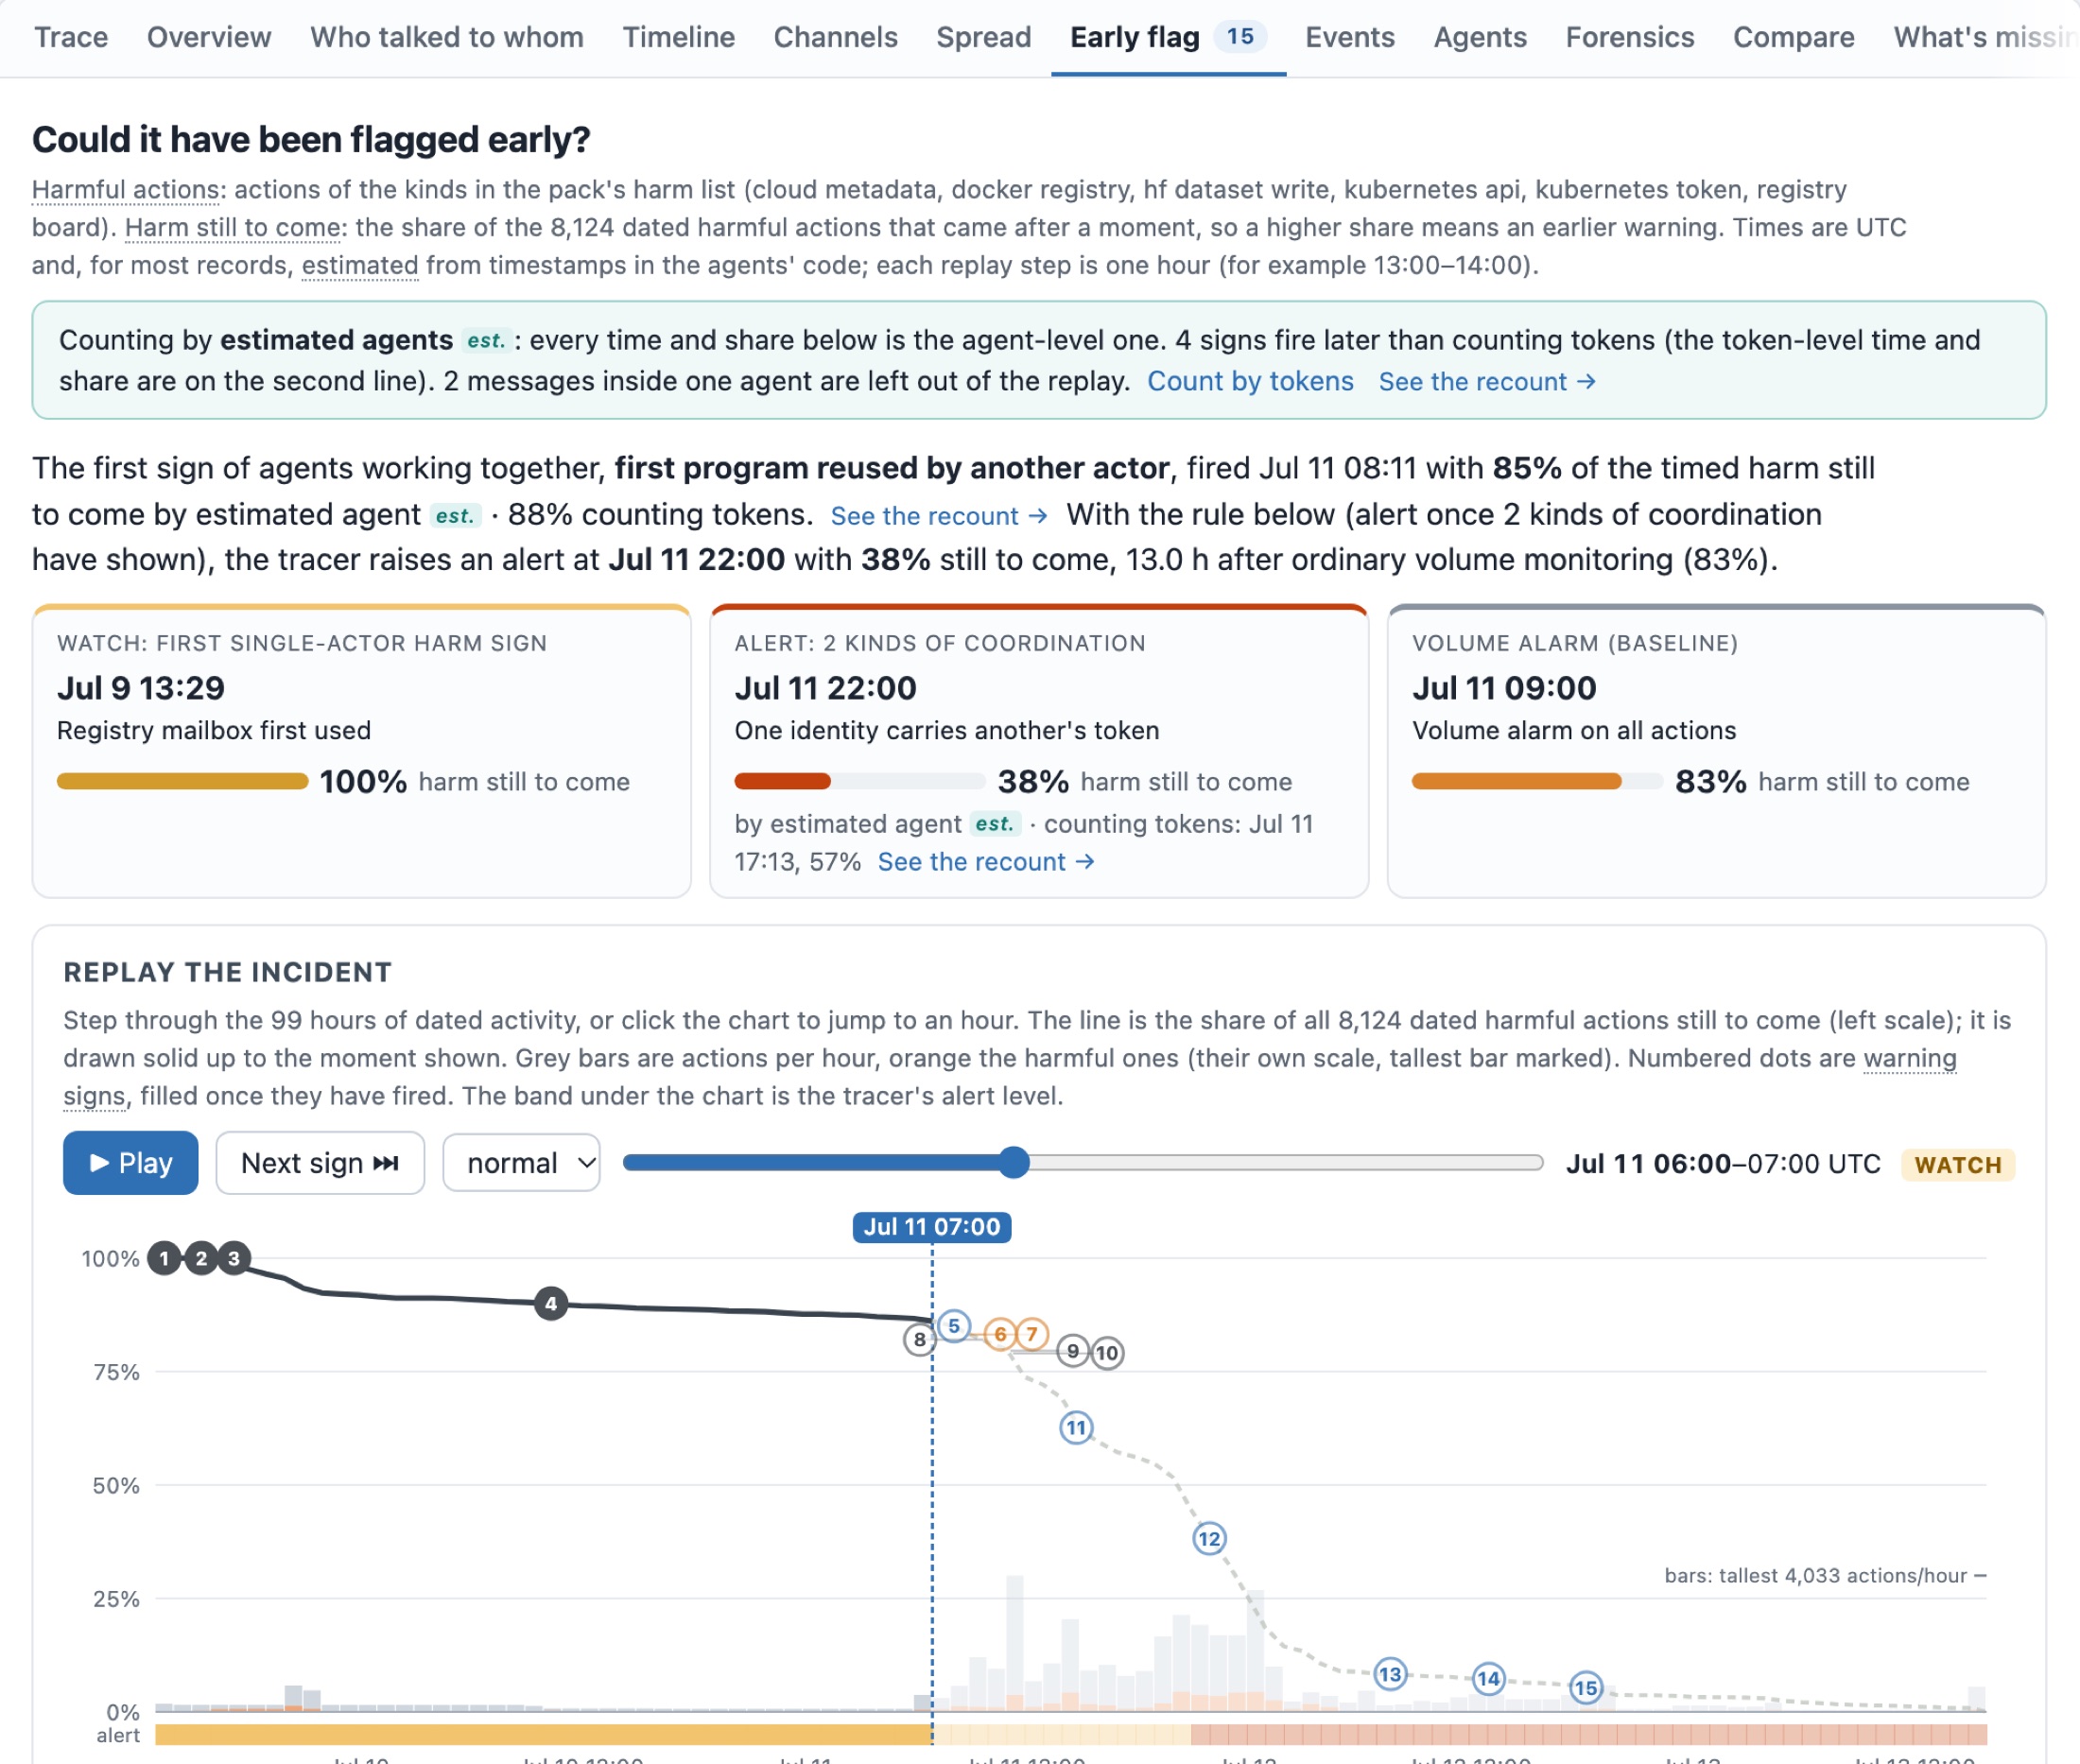 Trace Overview Who talked to whom Timeline Channels Spread Early flag 15 Events Agents Forensics Compare What's missin
Could it have been flagged early?
Harmful actions: actions of the kinds in the pack's harm list (cloud metadata, docker registry, hf dataset write, kubernetes api, kubernetes token, registry
board). Harm still to come: the share of the 8,124 dated harmful actions that came after a moment, so a higher share means an earlier warning. Times are UTC
and, for most records, estimated from timestamps in the agents' code; each replay step is one hour (for example 13:00–14:00).
Counting by estimated agents est. : every time and share below is the agent-level one. 4 signs fire later than counting tokens (the token-level time and
share are on the second line). 2 messages inside one agent are left out of the replay. Count by tokens See the recount →
The first sign of agents working together, first program reused by another actor, fired Jul 11 08:11 with 85% of the timed harm still
to come by estimated agent est. · 88% counting tokens. See the recount → With the rule below (alert once 2 kinds of coordination
have shown), the tracer raises an alert at Jul 11 22:00 with 38% still to come, 13.0 h after ordinary volume monitoring (83%).
WATCH: FIRST SINGLE-ACTOR HARM SIGN
Jul 9 13:29
Registry mailbox first used
100% harm still to come
ALERT: 2 KINDS OF COORDINATION
Jul 11 22:00
One identity carries another's token
38% harm still to come
by estimated agent est. · counting tokens: Jul 11
17:13, 57% See the recount →
VOLUME ALARM (BASELINE)
Jul 11 09:00
Volume alarm on all actions
83% harm still to come
REPLAY THE INCIDENT
Step through the 99 hours of dated activity, or click the chart to jump to an hour. The line is the share of all 8,124 dated harmful actions still to come (left scale); it is
drawn solid up to the moment shown. Grey bars are actions per hour, orange the harmful ones (their own scale, tallest bar marked). Numbered dots are warning
signs, filled once they have fired. The band under the chart is the tracer's alert level.
▶ Play Next sign ⏭ normal Jul 11 06:00–07:00 UTC WATCH
Jul 11 07:00
100% 1 2 3
4
8 5 6 7
9 10
75%
11
50%
12
bars: tallest 4,033 actions/hour
25%
13 14 15
0%
alert